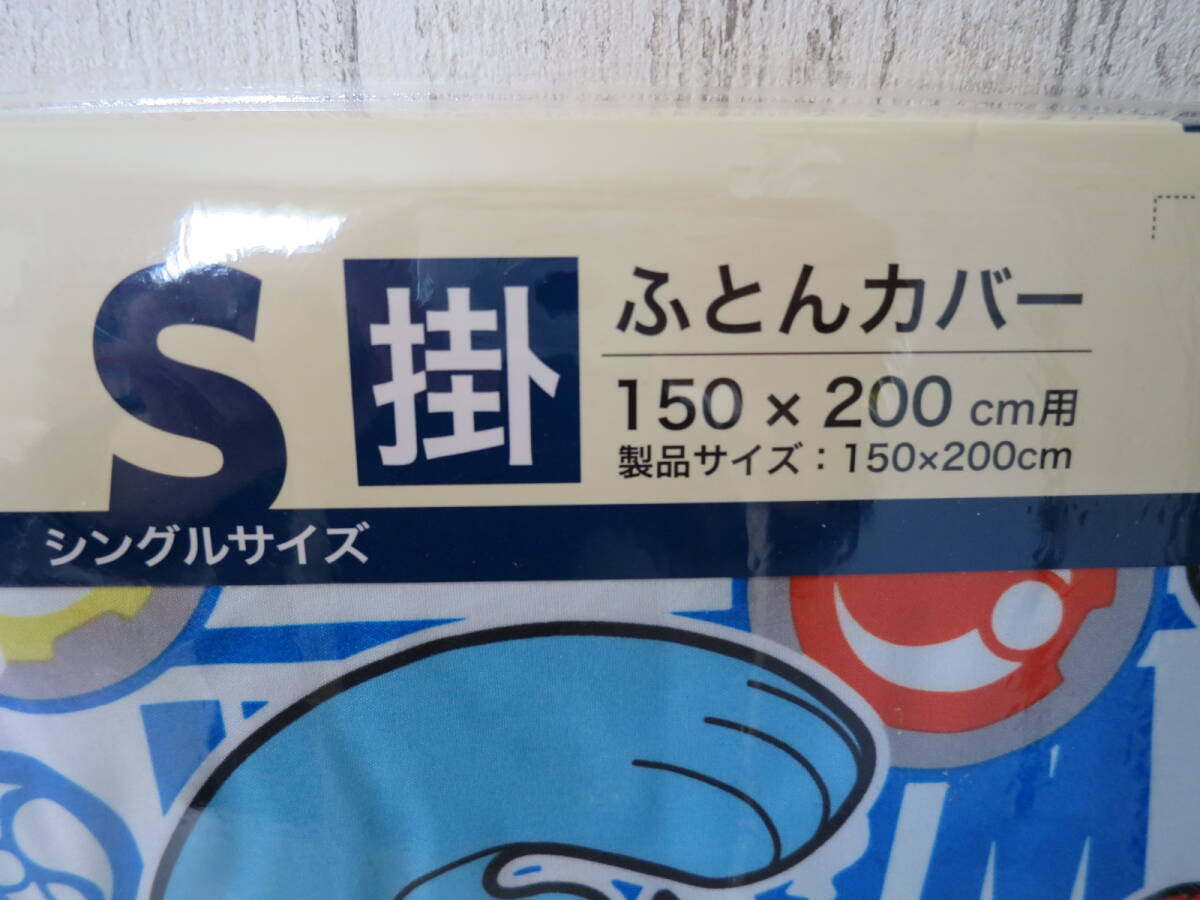 S 掛 ふとんカバー
150 × 200 cm用
製品サイズ：150×200cm
シングルサイズ